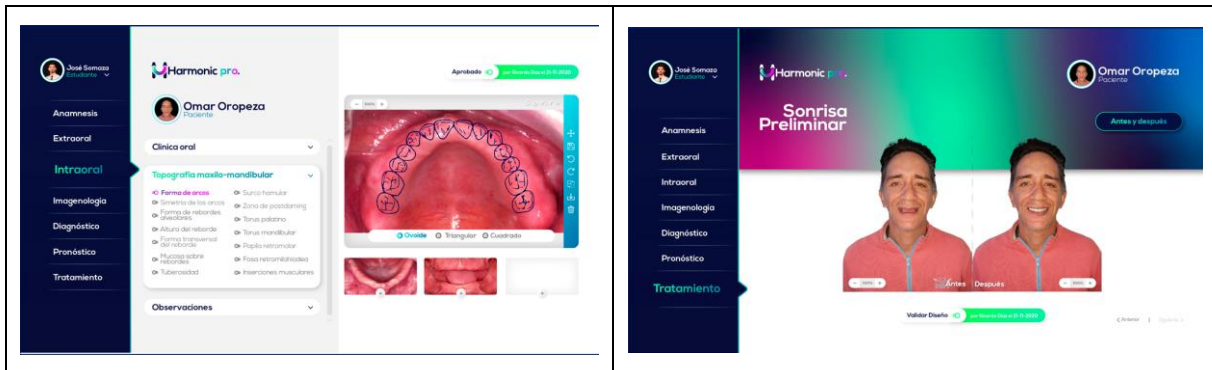 José Somaza
Estudiante
Anamnesis
Extraoral
Intraoral
Imagenología
Diagnóstico
Pronóstico
Tratamiento
Harmonic pro.
Omar Oropeza
Paciente
Clínica oral
Topografía maxilo-mandibular
Forma de arcos
Simetría de los arcos
Forma de rebordes
alveolares
Altura del reborde
Forma transversal
del reborde
Mucosa sobre
rebordes
Tuberosidad
Surco hamular
Zona de postdaming
Torus palatino
Torus mandibular
Papila retromolar
Fosa retromilohioidea
Inserciones musculares
Observaciones
Aprobado
Ovoide Triangular Cuadrado
José Somaza
Estudiante
Anamnesis
Extraoral
Intraoral
Imagenología
Diagnóstico
Pronóstico
Tratamiento
Harmonic pro.
Sonrisa
Preliminar
Omar Oropeza
Paciente
Antes y después
Antes Después
Validar Diseño
< Anterior | Siguiente >